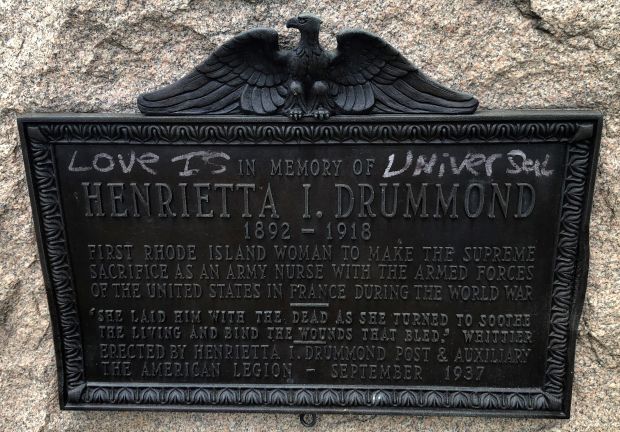 Love Is IN MEMORY OF UNiverSal
HENRIETTA I. DRUMMOND
1892 – 1918
FIRST RHODE ISLAND WOMAN TO MAKE THE SUPREME
SACRIFICE AS AN ARMY NURSE WITH THE ARMED FORCES
OF THE UNITED STATES IN FRANCE DURING THE WORLD WAR
"SHE LAID HIM WITH THE DEAD AS SHE TURNED TO SOOTHE
THE LIVING AND BIND THE WOUNDS THAT BLED." WHITTIER
ERECTED BY HENRIETTA I. DRUMMOND POST & AUXILIARY
THE AMERICAN LEGION – SEPTEMBER 1937